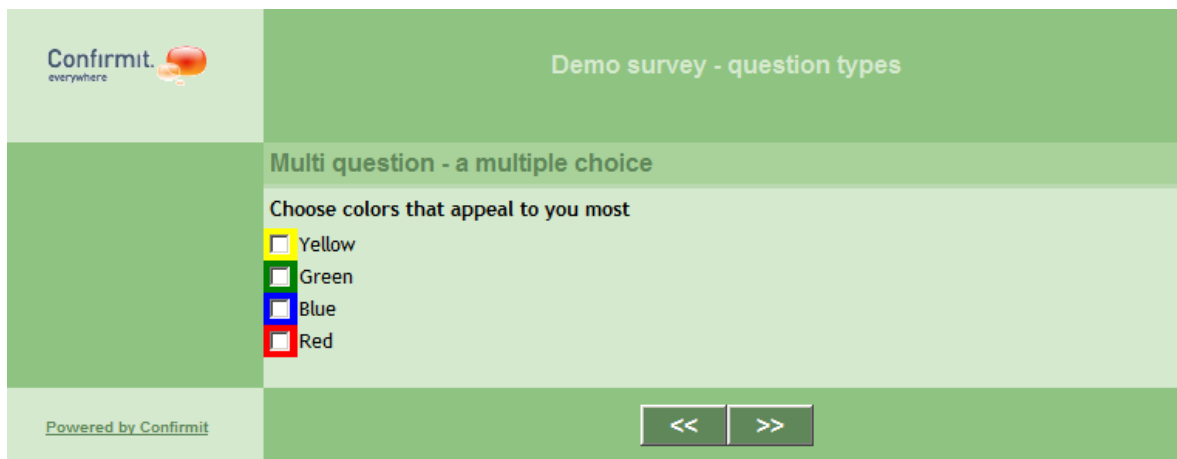 Confirmit.
everywhere
Demo survey - question types
Multi question - a multiple choice
Choose colors that appeal to you most
Yellow
Green
Blue
Red
Powered by Confirmit
<< >>